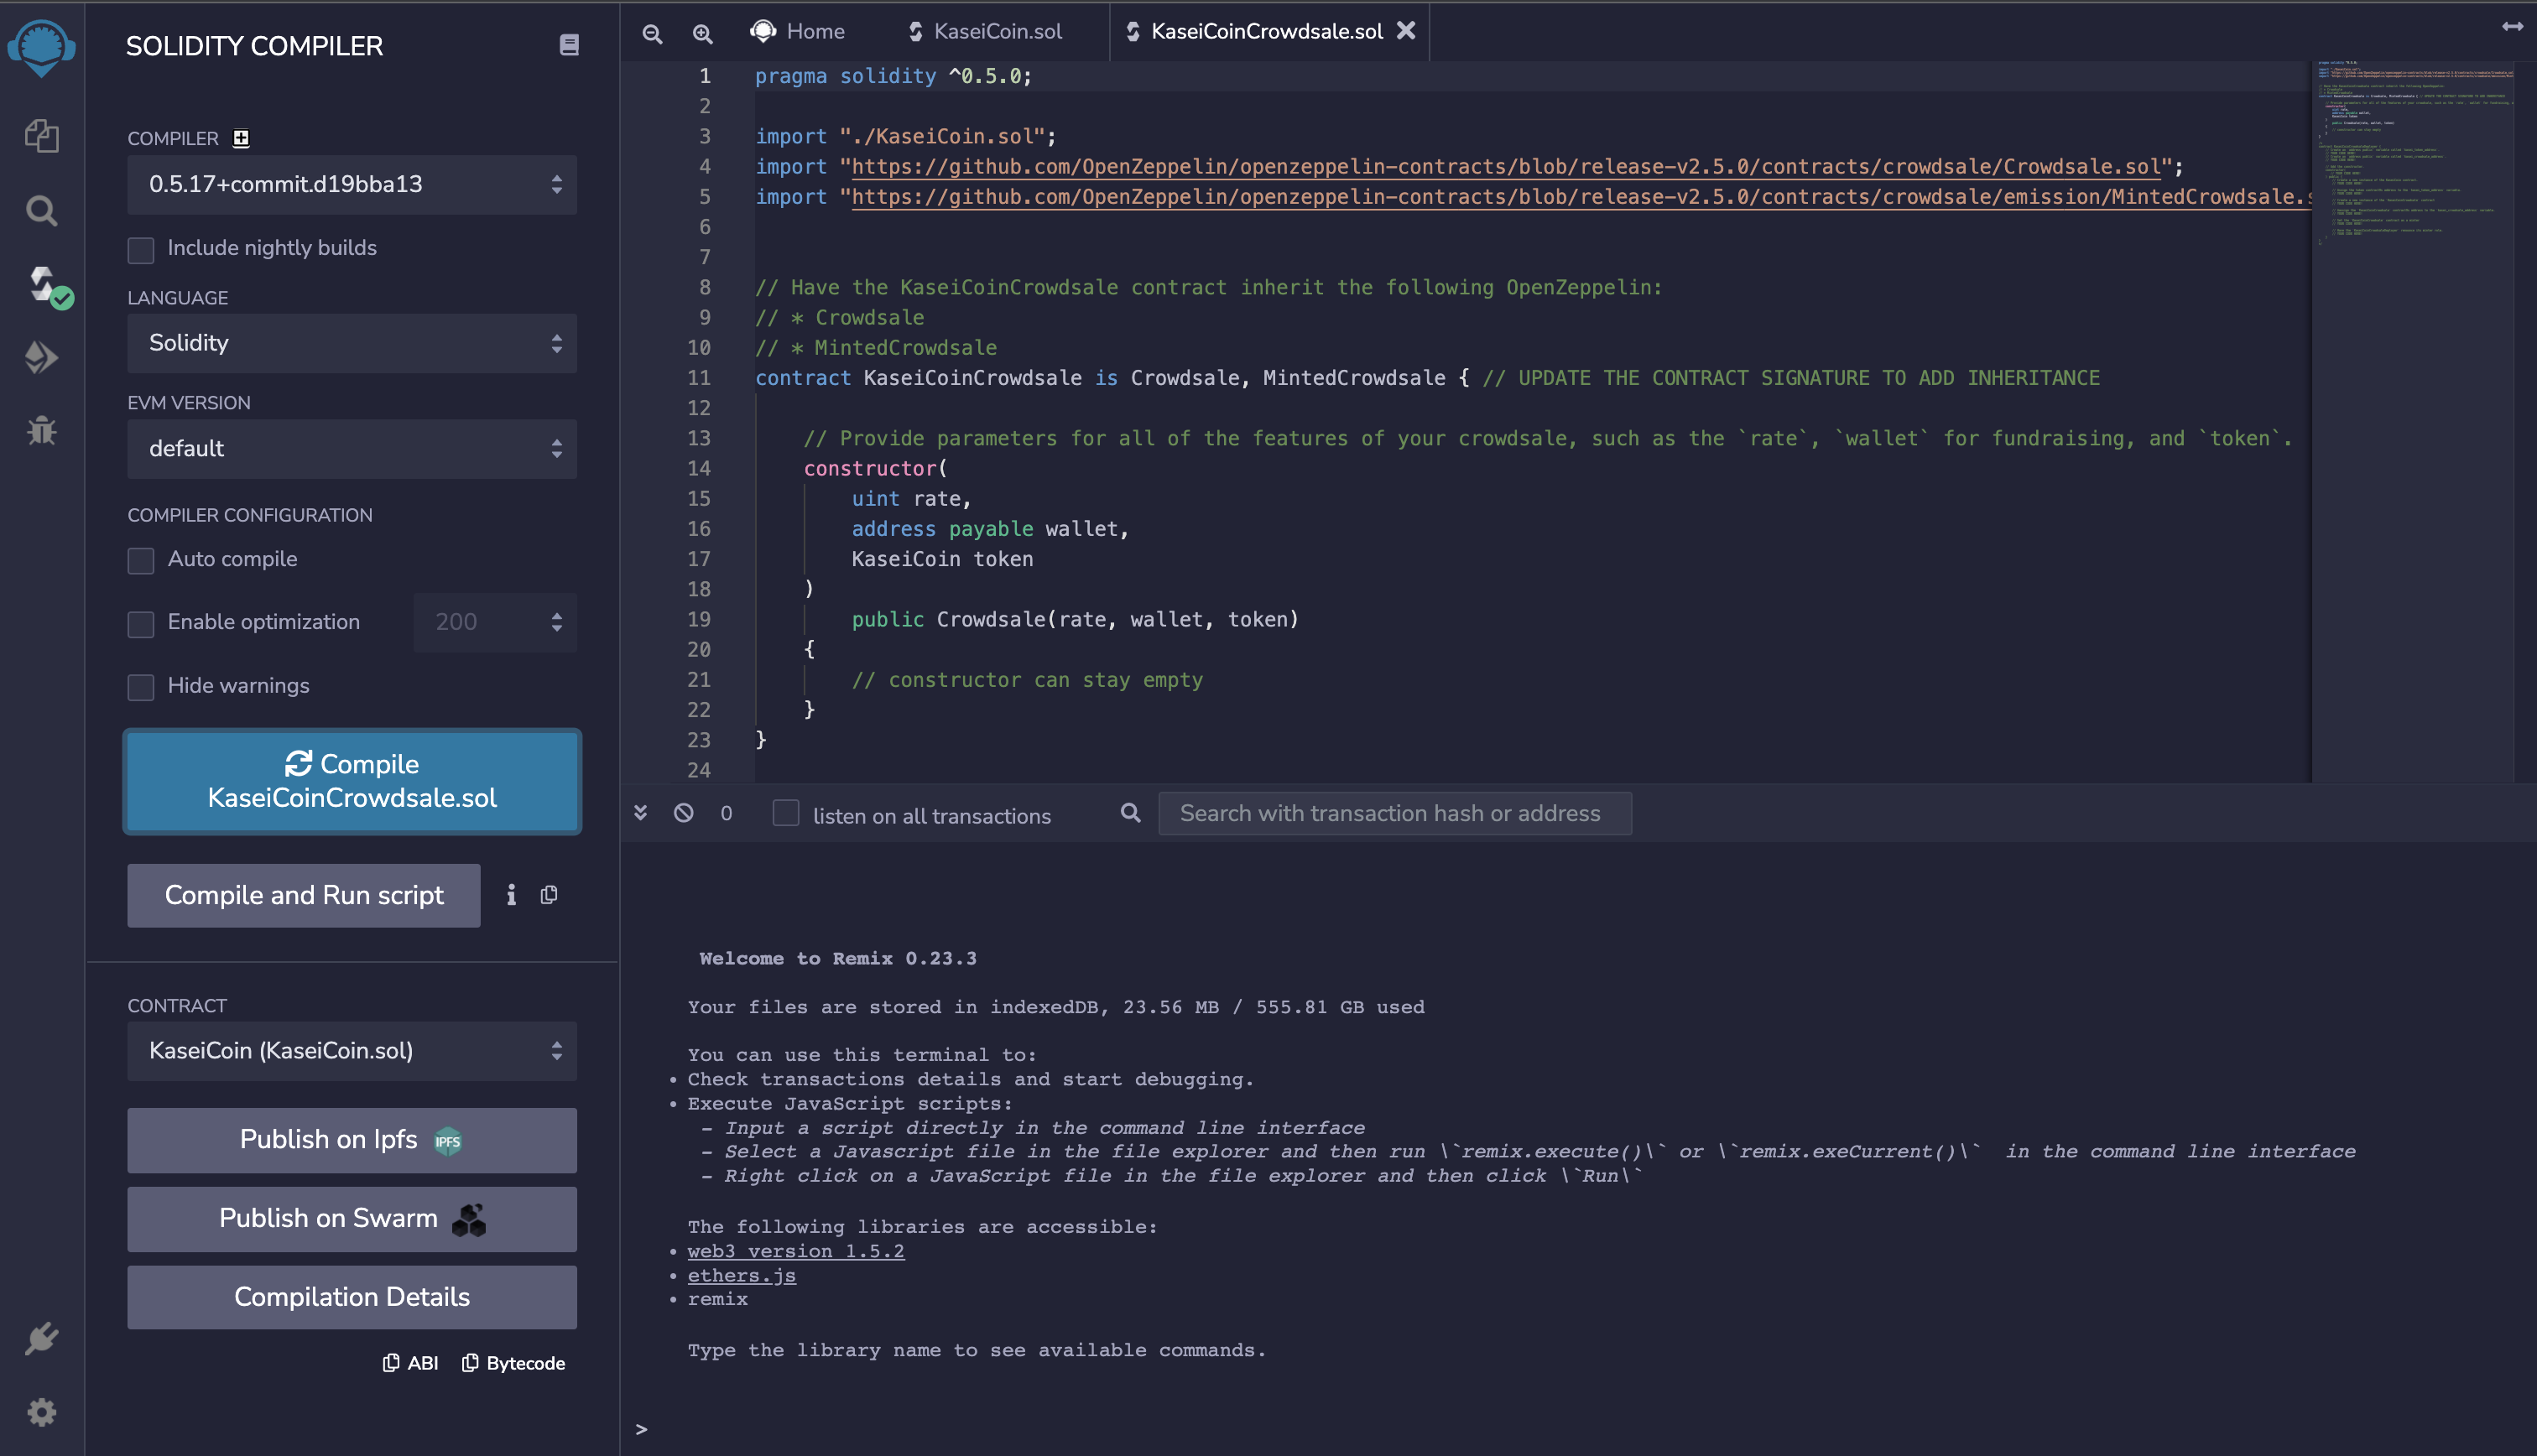 SOLIDITY COMPILER
COMPILER
0.5.17+commit.d19bba13
Include nightly builds
LANGUAGE
Solidity
EVM VERSION
default
COMPILER CONFIGURATION
Auto compile
Enable optimization
200
Hide warnings
Compile
KaseiCoinCrowdsale.sol
Compile and Run script
CONTRACT
KaseiCoin (KaseiCoin.sol)
Publish on Ipfs IPFS
Publish on Swarm
Compilation Details
ABI Bytecode
Home KaseiCoin.sol KaseiCoinCrowdsale.sol
1 pragma solidity ^0.5.0;
2
3 import "./KaseiCoin.sol";
4 import "https://github.com/OpenZeppelin/openzeppelin-contracts/blob/release-v2.5.0/contracts/crowdsale/Crowdsale.sol";
5 import "https://github.com/OpenZeppelin/openzeppelin-contracts/blob/release-v2.5.0/contracts/crowdsale/emission/MintedCrowdsale.s
6
7
8 // Have the KaseiCoinCrowdsale contract inherit the following OpenZeppelin:
9 // * Crowdsale
10 // * MintedCrowdsale
11 contract KaseiCoinCrowdsale is Crowdsale, MintedCrowdsale { // UPDATE THE CONTRACT SIGNATURE TO ADD INHERITANCE
12
13 // Provide parameters for all of the features of your crowdsale, such as the `rate`, `wallet` for fundraising, and `token`.
14 constructor(
15 uint rate,
16 address payable wallet,
17 KaseiCoin token
18 )
19 public Crowdsale(rate, wallet, token)
20 {
21 // constructor can stay empty
22 }
23 }
24
0 listen on all transactions Search with transaction hash or address
Welcome to Remix 0.23.3
Your files are stored in indexedDB, 23.56 MB / 555.81 GB used
You can use this terminal to:
• Check transactions details and start debugging.
• Execute JavaScript scripts:
- Input a script directly in the command line interface
- Select a Javascript file in the file explorer and then run \`remix.execute()\` or \`remix.exeCurrent()\` in the command line interface
- Right click on a JavaScript file in the file explorer and then click \`Run\`
The following libraries are accessible:
• web3 version 1.5.2
• ethers.js
• remix
Type the library name to see available commands.
>